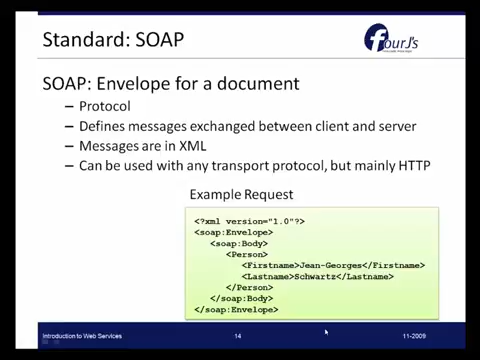 Standard: SOAP
fourJ's
SOAP: Envelope for a document
– Protocol
– Defines messages exchanged between client and server
– Messages are in XML
– Can be used with any transport protocol, but mainly HTTP
Example Request
<?xml version="1.0"?>
<soap:Envelope>
<soap:Body>
<Person>
<Firstname>Jean-Georges</Firstname>
<Lastname>Schwartz</Lastname>
</Person>
</soap:Body>
</soap:Envelope>
Introduction to Web Services
14
11-2009